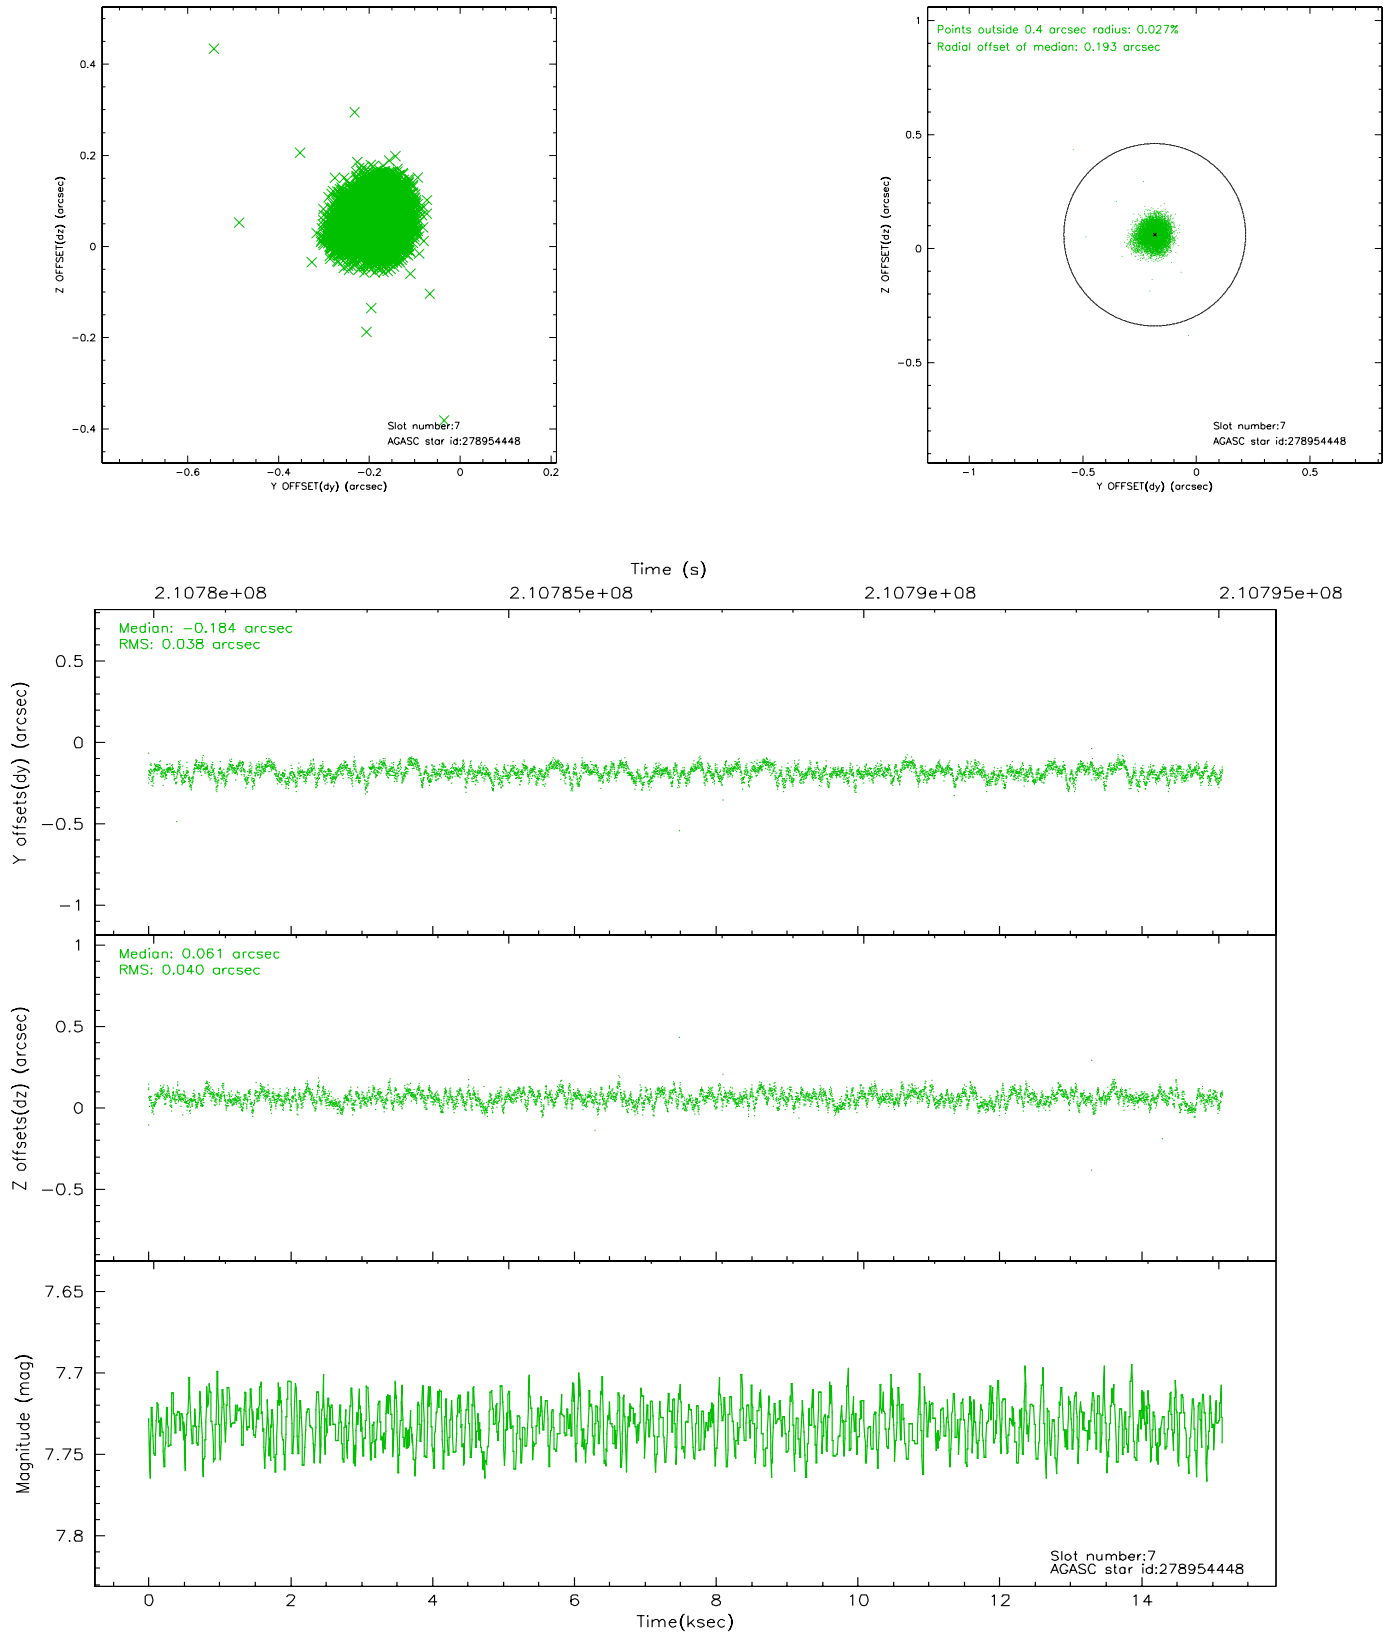 0.4
0.2
0
−0.2
−0.4
Z OFFSET(dz) (arcsec)
Slot number:7
AGASC star id:278954448
−0.6 −0.4 −0.2 0 0.2
Y OFFSET(dy) (arcsec)
Points outside 0.4 arcsec radius: 0.027%
Radial offset of median: 0.193 arcsec
1
0.5
0
−0.5
Z OFFSET(dz) (arcsec)
Slot number:7
AGASC star id:278954448
−1 −0.5 0 0.5
Y OFFSET(dy) (arcsec)
Time (s)
2.1078e+08 2.10785e+08 2.1079e+08 2.10795e+08
Median: −0.184 arcsec
RMS: 0.038 arcsec
0.5
0
−0.5
−1
Y offsets(dy) (arcsec)
Median: 0.061 arcsec
RMS: 0.040 arcsec
1
0.5
0
−0.5
Z offsets(dz) (arcsec)
7.65
7.7
7.75
7.8
Magnitude (mag)
Slot number:7
AGASC star id:278954448
0 2 4 6 8 10 12 14
Time(ksec)